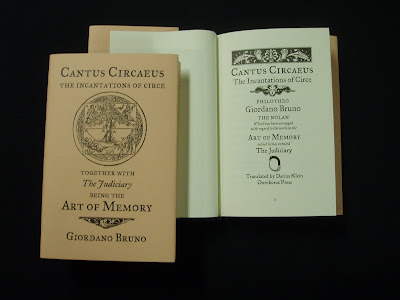 CANTUS CIRCAEUS
THE INCANTATIONS OF CIRCE
TOGETHER WITH
The Judiciary
BEING THE
ART OF MEMORY
GIORDANO BRUNO
CANTUS CIRCAEUS
The Incantations of Circe
PHILOTHEO
Giordano Bruno
THE NOLAN
ART OF MEMORY
The Judiciary
Translated by Darius Klein
Ouroboros Press